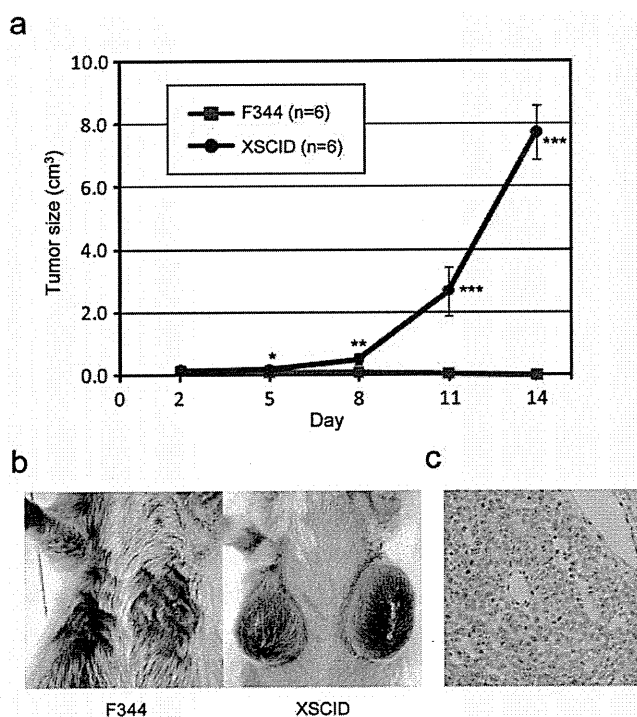 a
10.0
8.0
6.0
4.0
2.0
0.0
Tumor size (cm³)
F344 (n=6)
XSCID (n=6)
*
**
***
***
0 2 5 8 11 14
Day
b
c
F344 XSCID